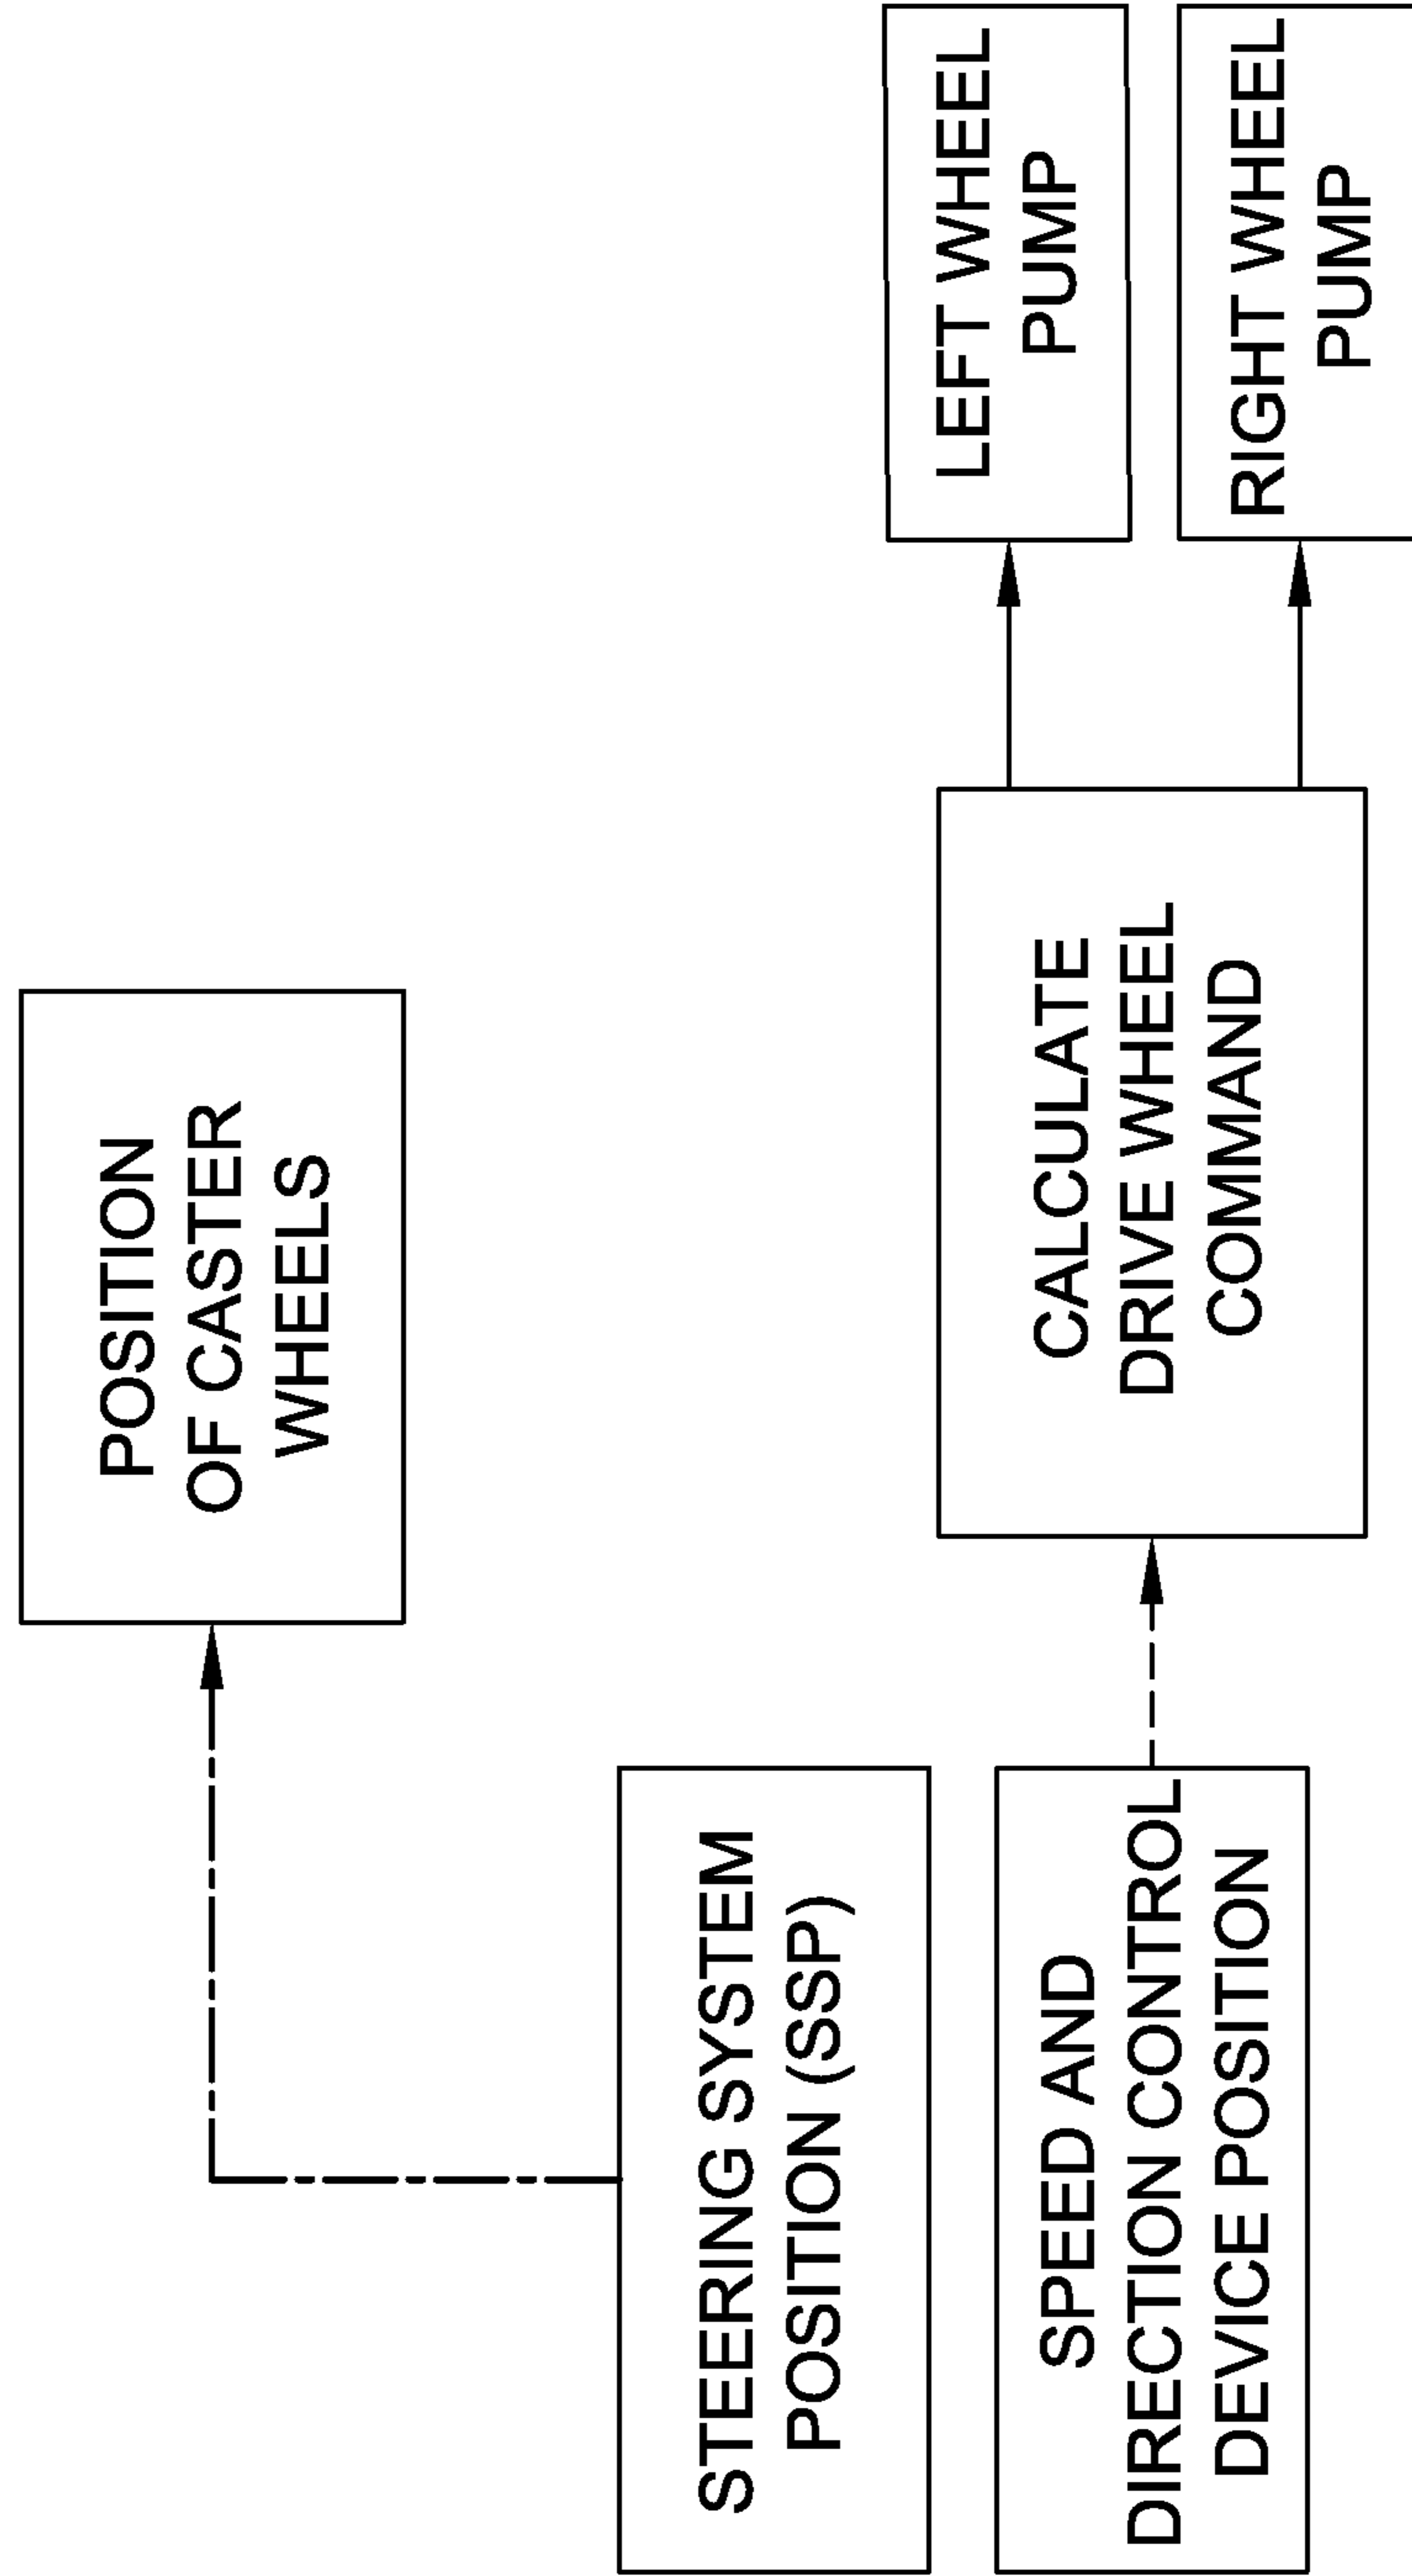 POSITION
OF CASTER
WHEELS
STEERING SYSTEM
POSITION (SSP)
SPEED AND
DIRECTION CONTROL
DEVICE POSITION
CALCULATE
DRIVE WHEEL
COMMAND
LEFT WHEEL
PUMP
RIGHT WHEEL
PUMP